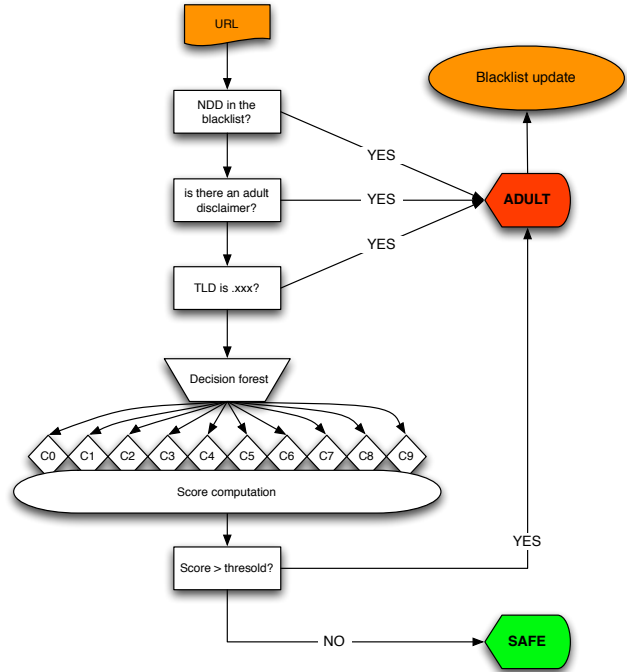 URL
Blacklist update
NDD in the
blacklist?
YES
is there an adult
disclaimer?
YES
ADULT
YES
TLD is .xxx?
Decision forest
C0 C1 C2 C3 C4 C5 C6 C7 C8 C9
Score computation
YES
Score > thresold?
NO
SAFE